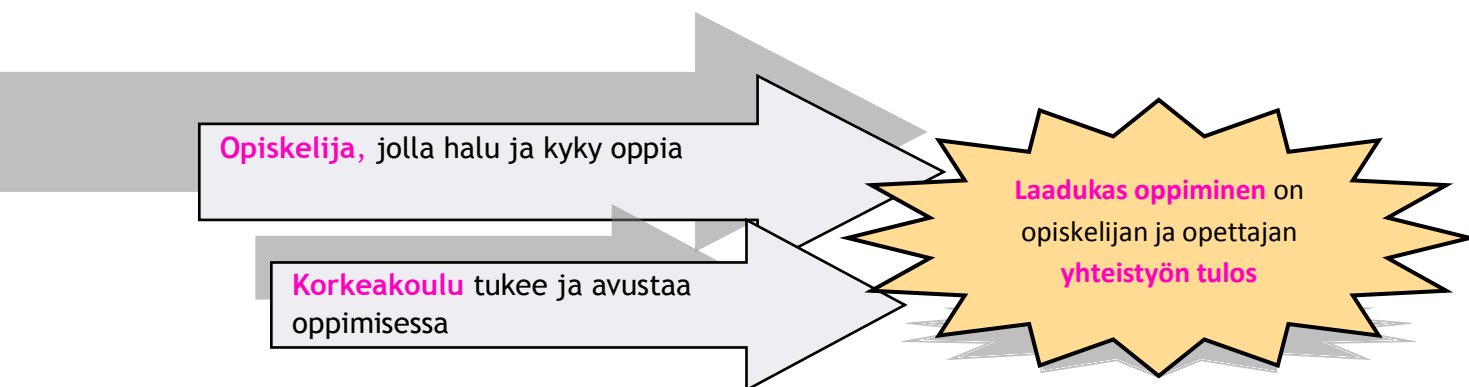 Opiskelija, jolla halu ja kyky oppia
Korkeakoulu tukee ja avustaa
oppimisessa
Laadukas oppiminen on
opiskelijan ja opettajan
yhteistyön tulos